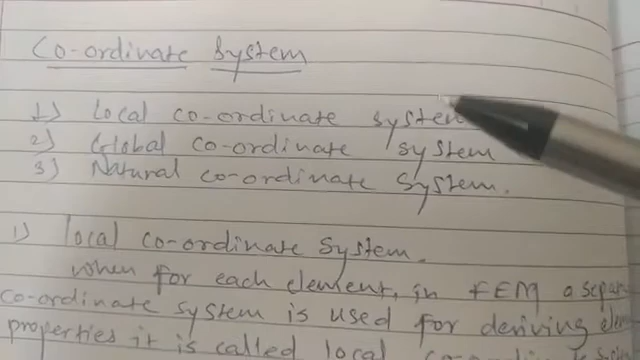 Co-ordinate System
1) Local co-ordinate system
2) Global co-ordinate system
3) Natural co-ordinate system.
1) Local co-ordinate system.
when for each element, in FEM a
co-ordinate system is used for deriving
properties it is called local